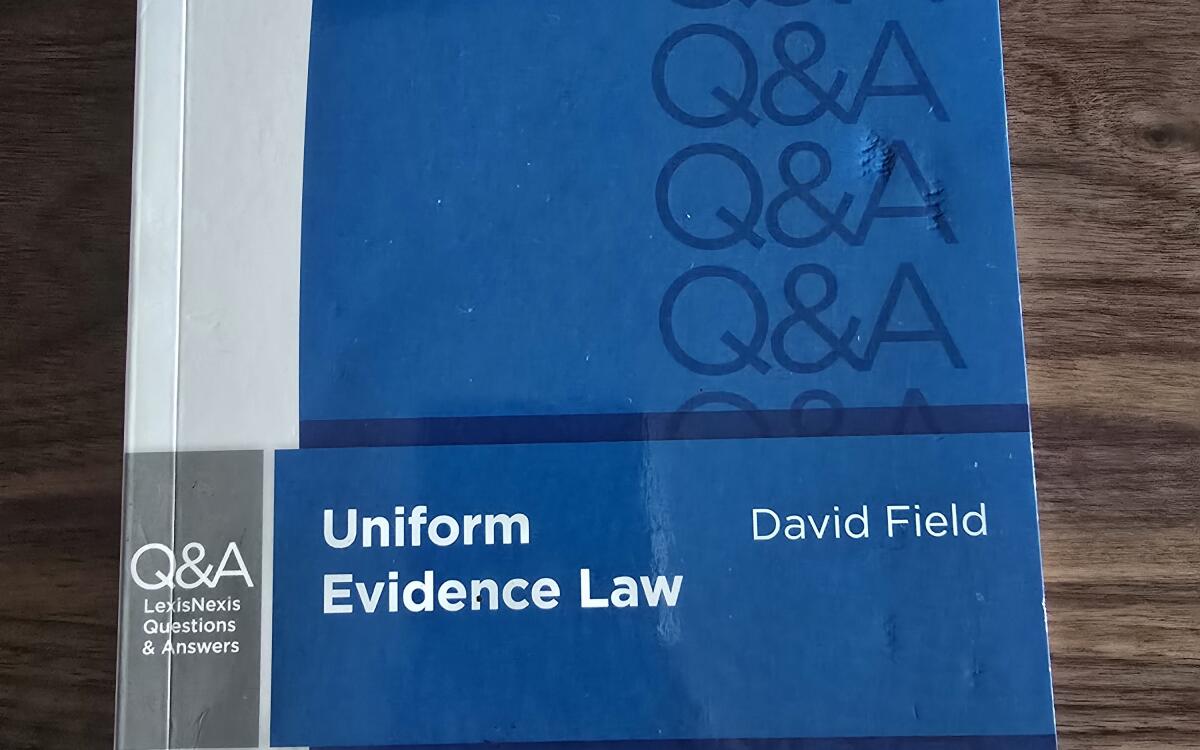 Q&A
Q&A
Q&A
Q&A
Q&A
Uniform
Evidence Law
David Field
Q&A
LexisNexis
Questions
& Answers